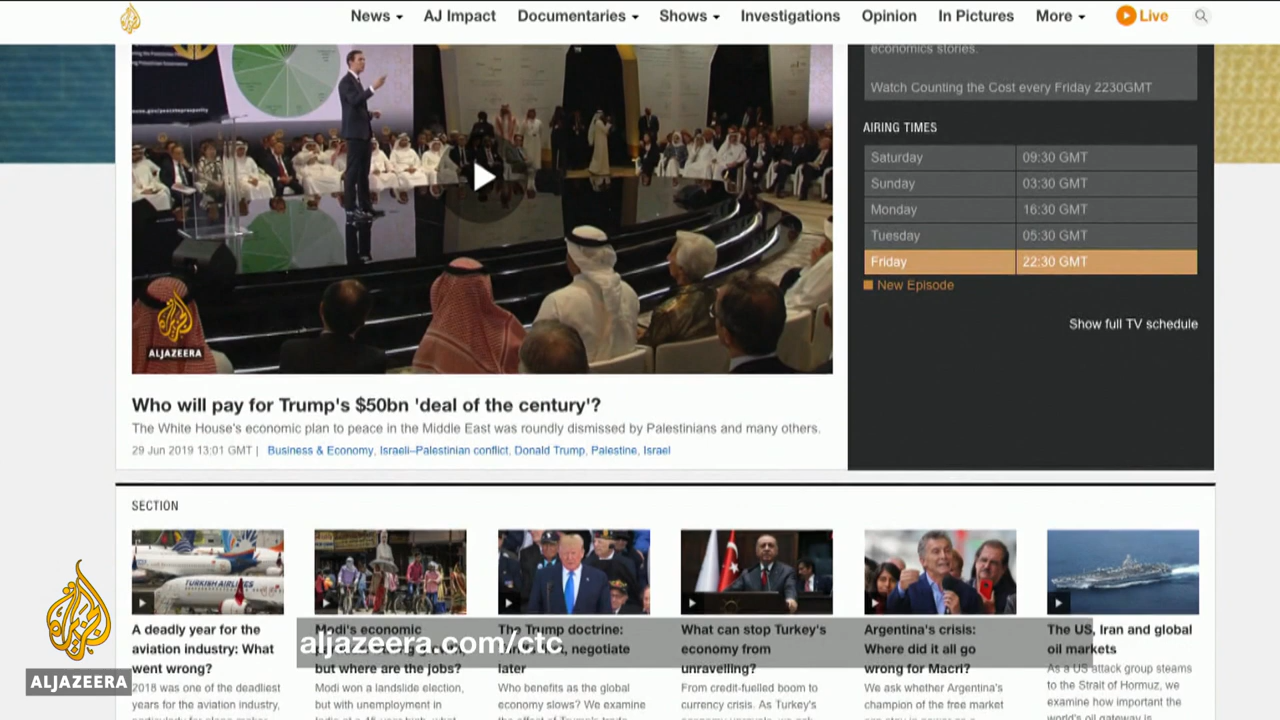 News
AJ Impact
Documentaries
Shows
Investigations
Opinion
In Pictures
More
Live
economics stories.
Watch Counting the Cost every Friday 2230GMT
AIRING TIMES
Saturday 09:30 GMT
Sunday 03:30 GMT
Monday 16:30 GMT
Tuesday 05:30 GMT
Friday 22:30 GMT
New Episode
Show full TV schedule
ALJAZEERA
Who will pay for Trump's $50bn 'deal of the century'?
The White House's economic plan to peace in the Middle East was roundly dismissed by Palestinians and many others.
29 Jun 2019 13:01 GMT | Business & Economy, Israeli–Palestinian conflict, Donald Trump, Palestine, Israel
SECTION
TURKISH AIRLINES
A deadly year for the
aviation industry: What
went wrong?
2018 was one of the deadliest
years for the aviation industry,
Modi's economic
but where are the jobs?
Modi won a landslide election,
but with unemployment in
The Trump doctrine:
negotiate
later
Who benefits as the global
economy slows? We examine
What can stop Turkey's
economy from
unravelling?
From credit-fuelled boom to
currency crisis. As Turkey's
Argentina's crisis:
Where did it all go
wrong for Macri?
We ask whether Argentina's
champion of the free market
The US, Iran and global
oil markets
As a US attack group steams
to the Strait of Hormuz, we
examine how important the
world's oil gateway is
aljazeera.com/ctc
ALJAZEERA